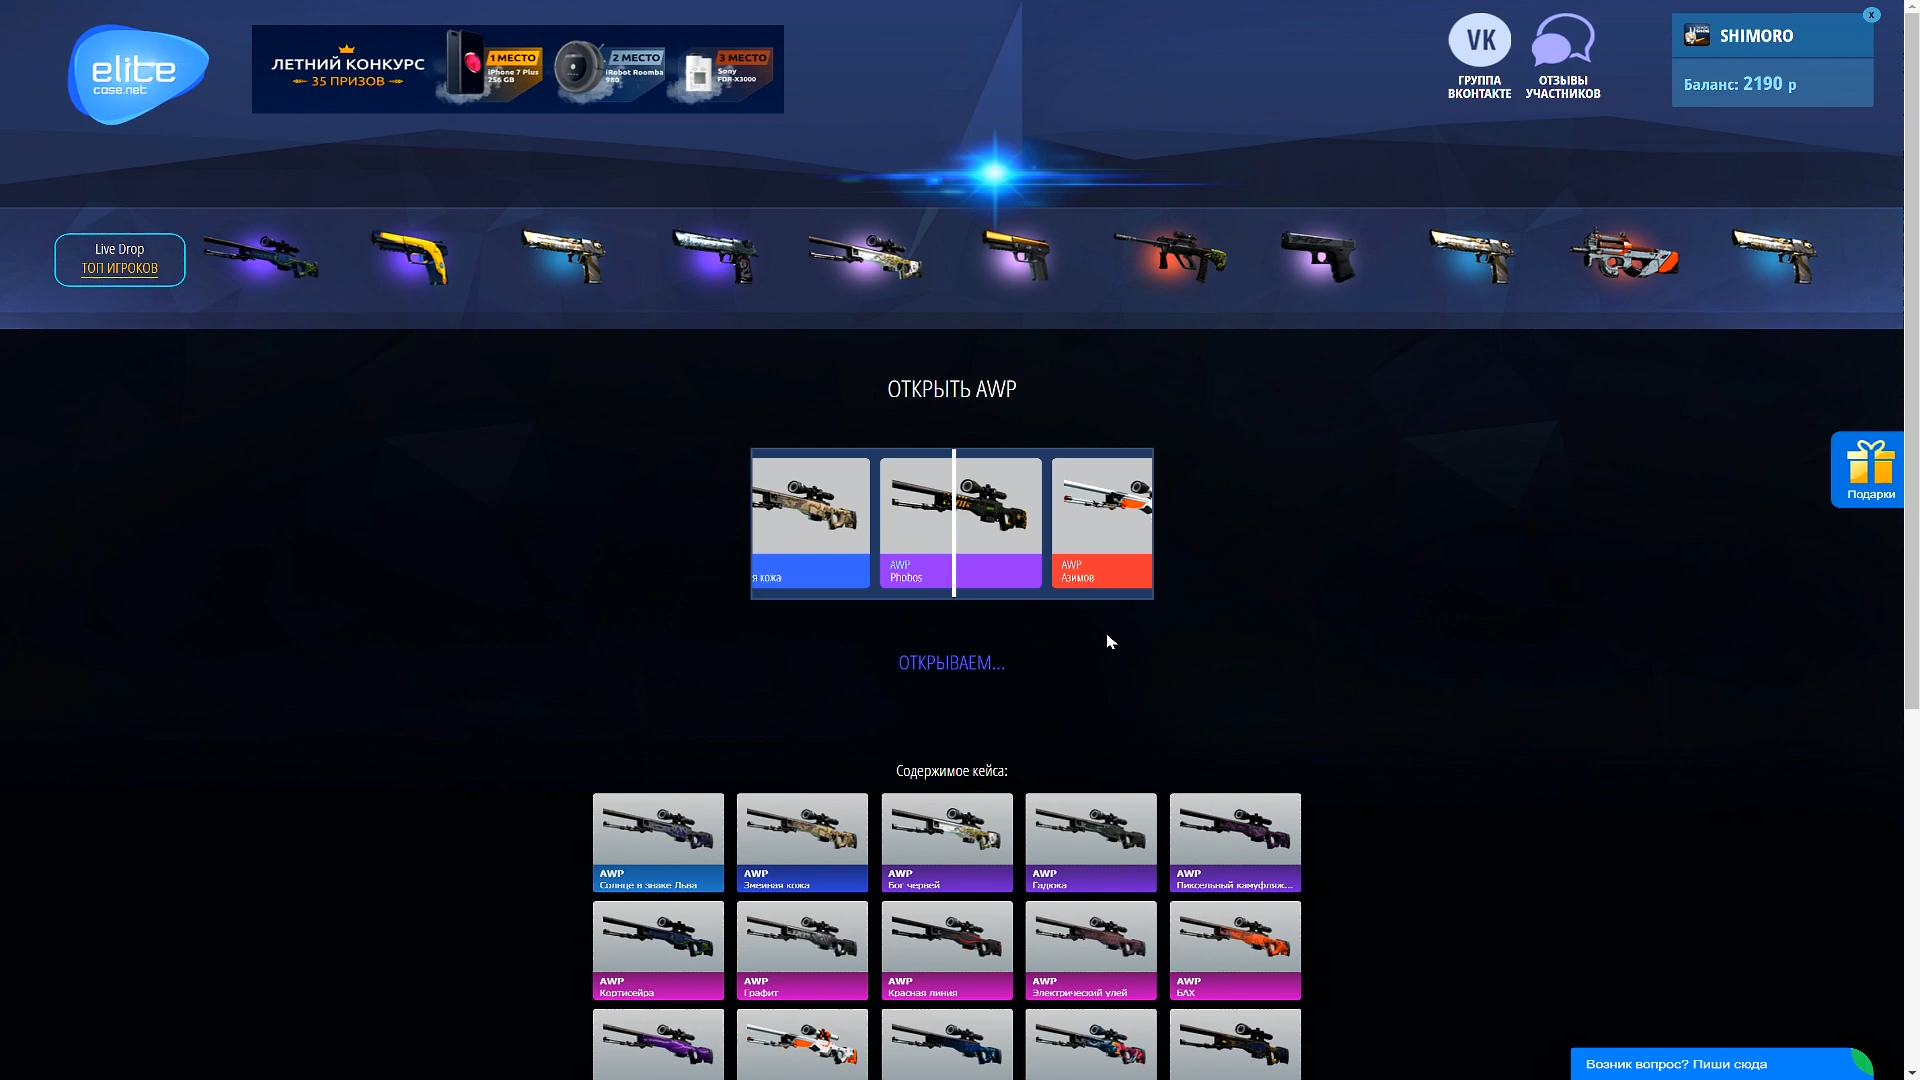 elite
case.net
ЛЕТНИЙ КОНКУРС
35 ПРИЗОВ
1 МЕСТО
iPhone 7 Plus
256 GB
2 МЕСТО
iRobot Roomba
980
3 МЕСТО
Sony
FDR-X3000
VK
ГРУППА
ВКОНТАКТЕ
ОТЗЫВЫ
УЧАСТНИКОВ
x
SHIMORO
Баланс: 2190 р
Live Drop
ТОП ИГРОКОВ
ОТКРЫТЬ AWP
я кожа
AWP
Phobos
AWP
Азимов
Подарки
ОТКРЫВАЕМ...
Содержимое кейса:
AWP
Солнце в знаке Льва
AWP
Змеиная кожа
AWP
Бог червей
AWP
Гадюка
AWP
Пиксельный камуфляж...
AWP
Кортисейра
AWP
Графит
AWP
Красная линия
AWP
Электрический улей
AWP
БАХ
Возник вопрос? Пиши сюда